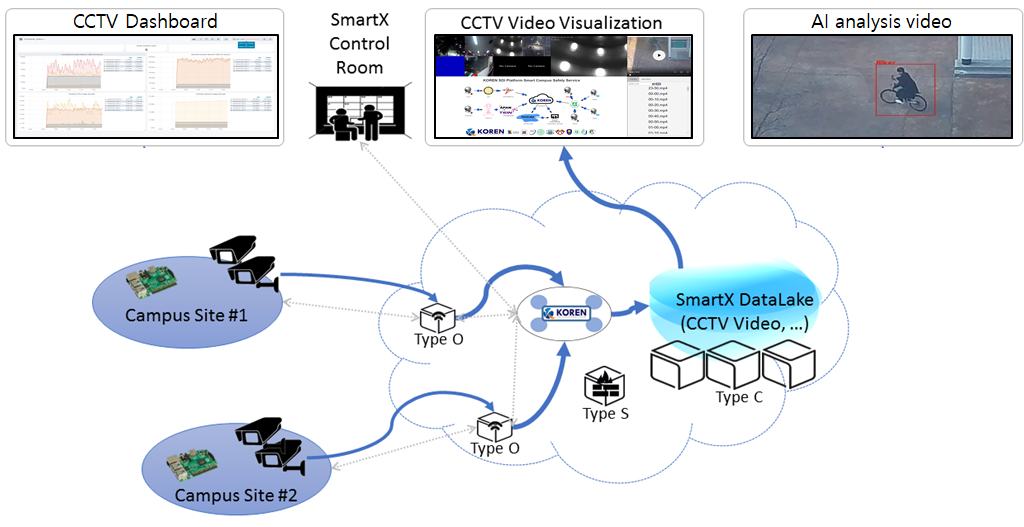 CCTV Dashboard
SmartX
Control
Room
CCTV Video Visualization
KOREN SDI Platform Smart Campus Safety Service
KOREN
KOREN
AI analysis video
Campus Site #1
Type O
KOREN
SmartX DataLake
(CCTV Video, ...)
Type C
Type S
Type O
Campus Site #2